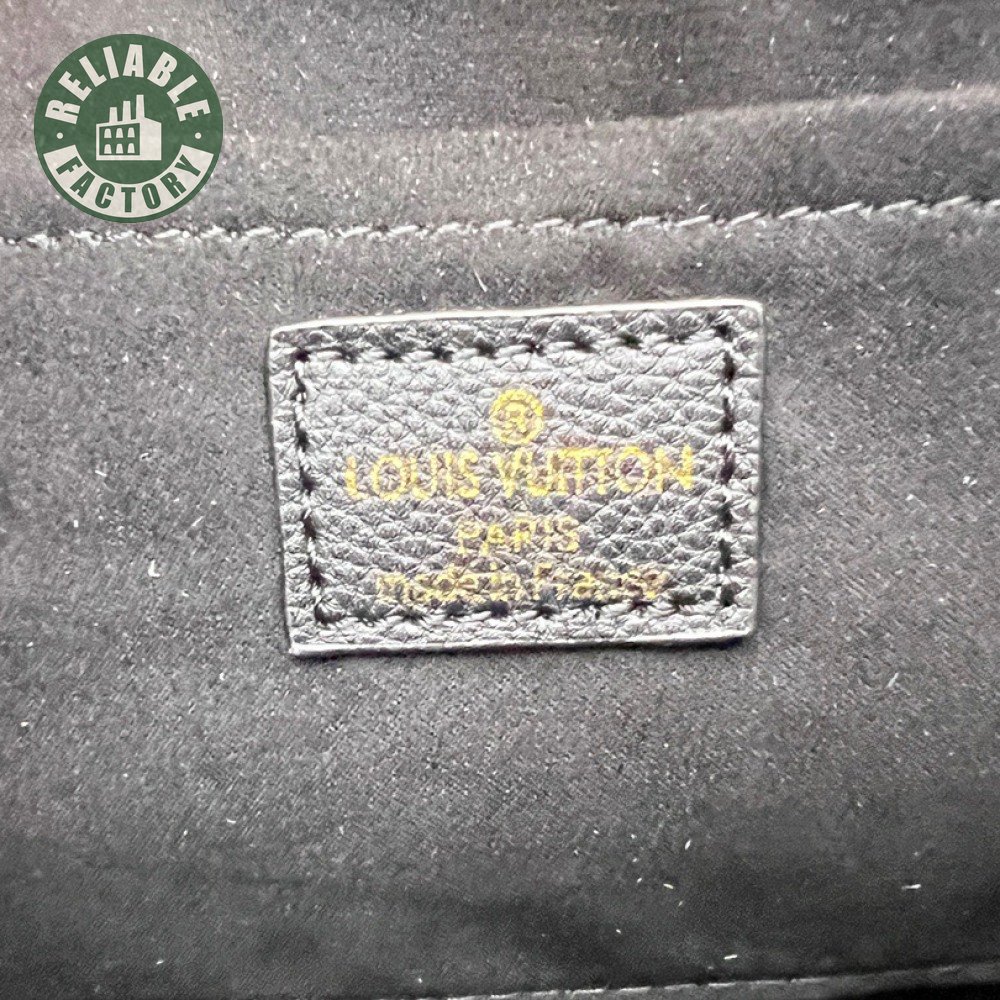 RELIABLE
FACTORY
®
LOUIS VUITTON
PARIS
made in France